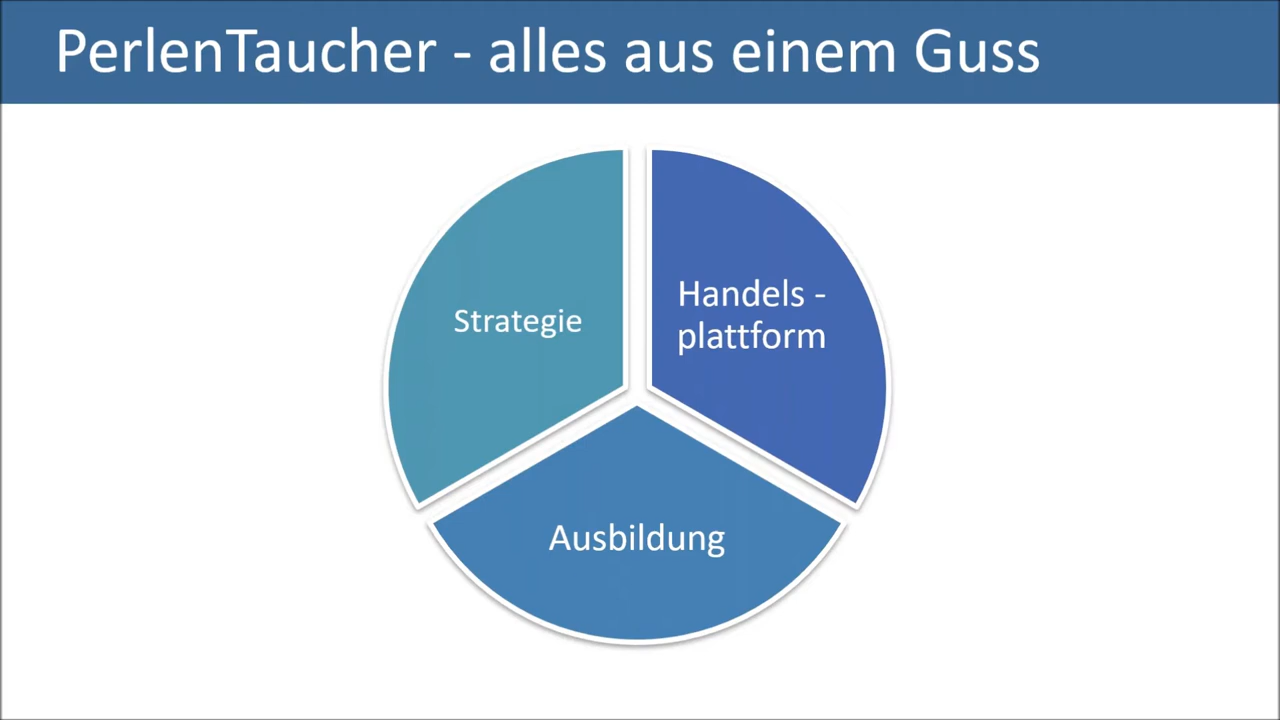 PerlenTaucher - alles aus einem Guss
Strategie
Handels -
plattform
Ausbildung